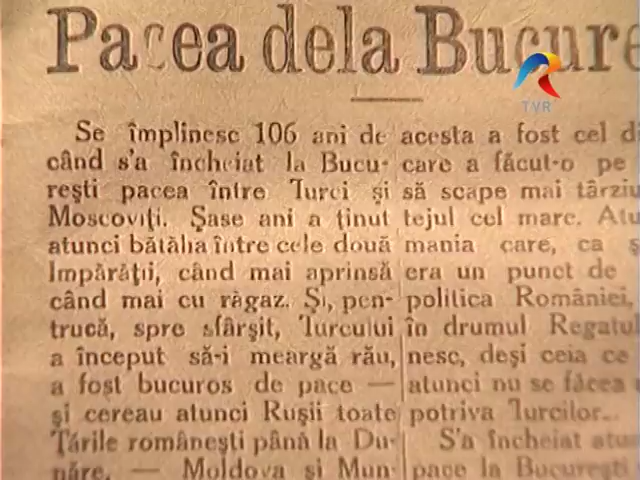 Pacea dela Bucure
TVR
Se împlinesc 106 ani de
când s'a încheiat la Bucu-
rești pacea între Turci și
Moscoviți. Șase ani a ținut
atunci bătălia între cele două
Împărății, când mai aprinsă
când mai cu răgaz. Și, pen-
trucă, spre sfârșit, Turcului
a început să-i meargă rău,
a fost bucuros de pace —
și cereau atunci Rușii toate
Țările românești până la Du-
năre. — Moldova și Mun-
acesta a fost cel di
care a făcut-o pe
să scape mai târziu
tejul cel mare. Atu
mania care, ca ș
era un punct de
politica României,
în drumul Regatul
nesc, deși ceia ce
atunci nu se făcea
potriva Turcilor...
S'a încheiat atun
pace la București